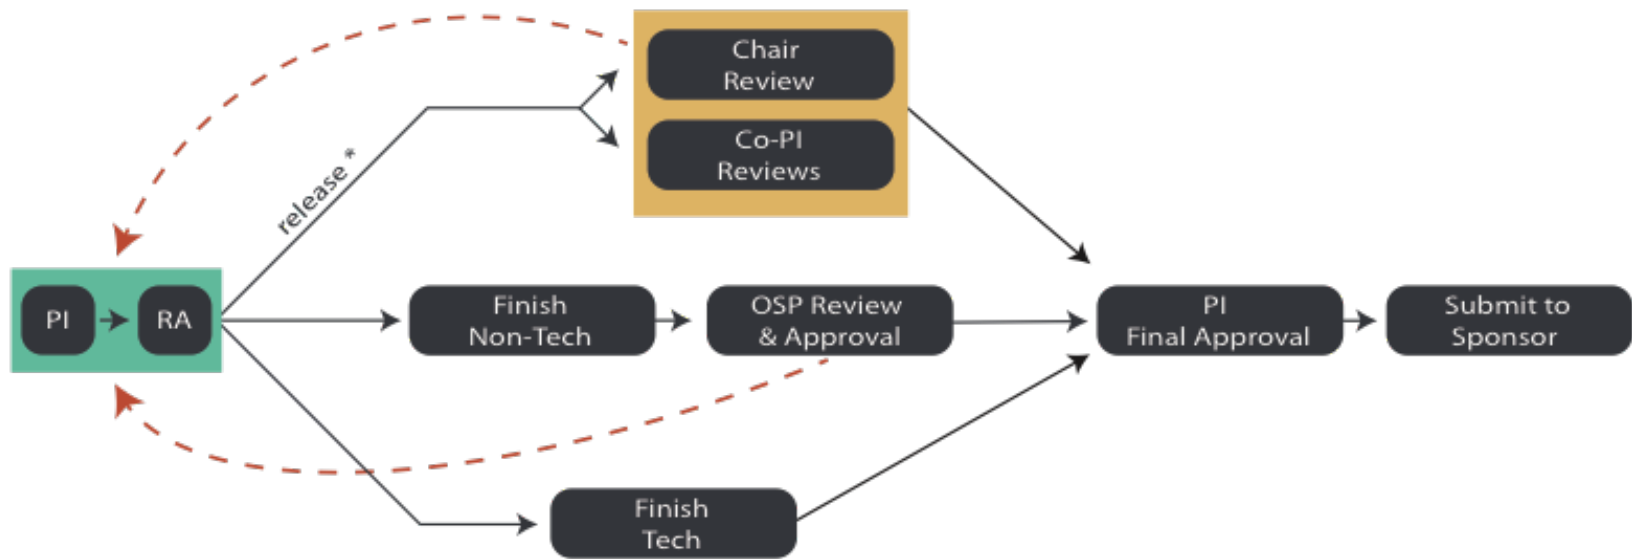 Chair
Review
Co-PI
Reviews
release *
PI
RA
Finish
Non-Tech
OSP Review
& Approval
PI
Final Approval
Submit to
Sponsor
Finish
Tech